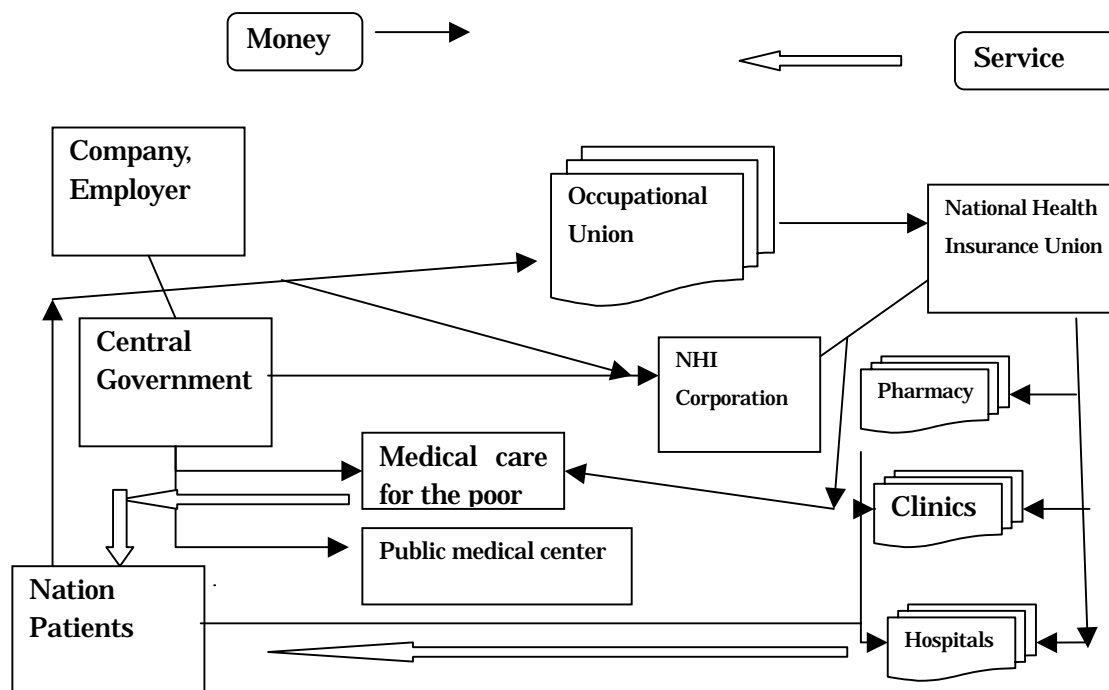 Money
Service
Company,
Employer
Occupational
Union
National Health
Insurance Union
Central
Government
NHI
Corporation
Pharmacy
Medical care
for the poor
Clinics
Public medical center
Nation
Patients
Hospitals